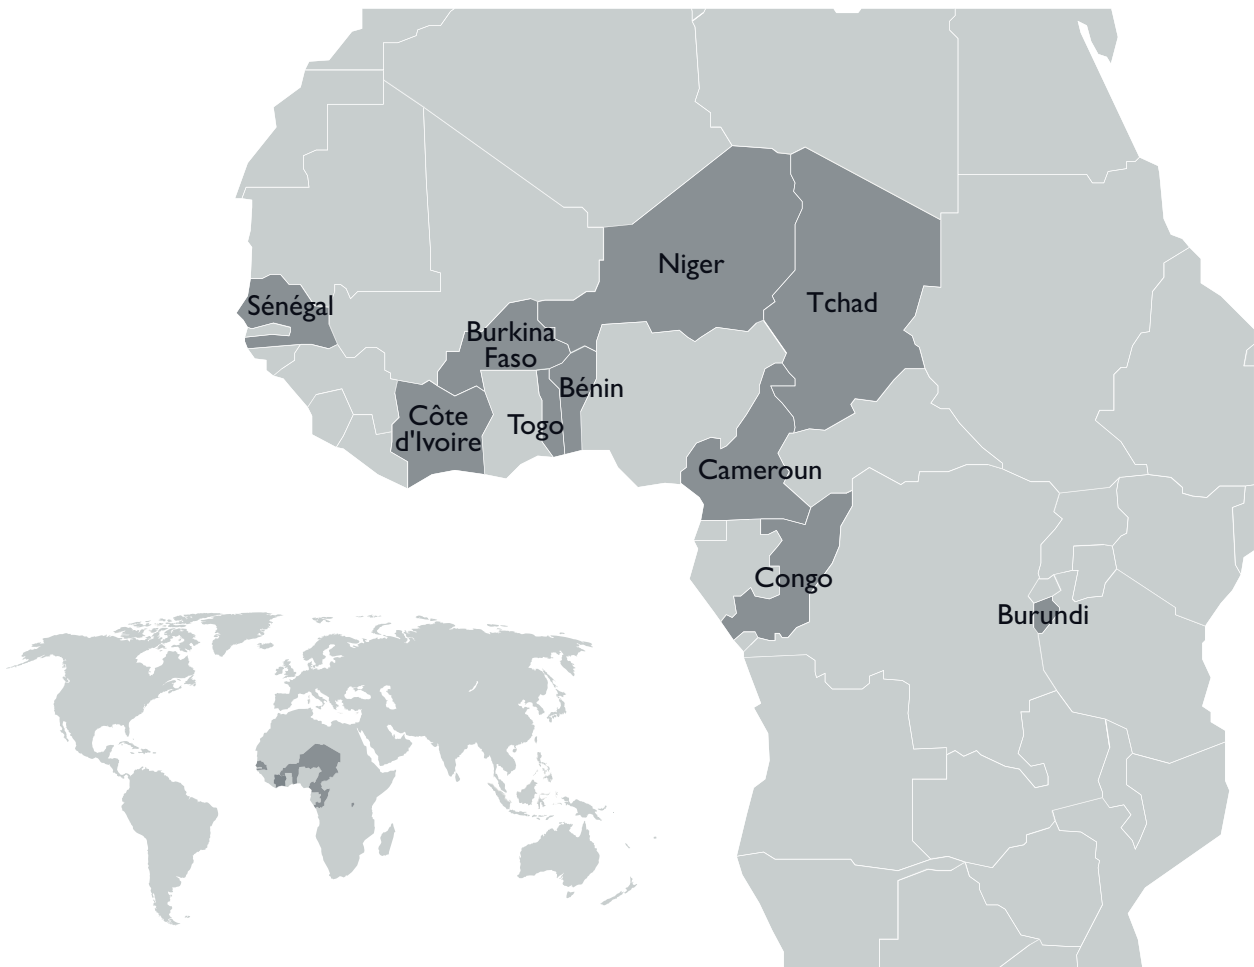 Niger
Tchad
Sénégal
Burkina
Faso
Bénin
Côte
d'Ivoire
Togo
Cameroun
Congo
Burundi